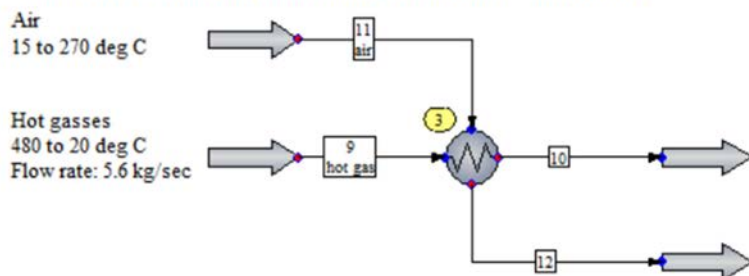 Air
15 to 270 deg C
11
air
Hot gasses
480 to 20 deg C
Flow rate: 5.6 kg/sec
9
hot gas
3
10
12